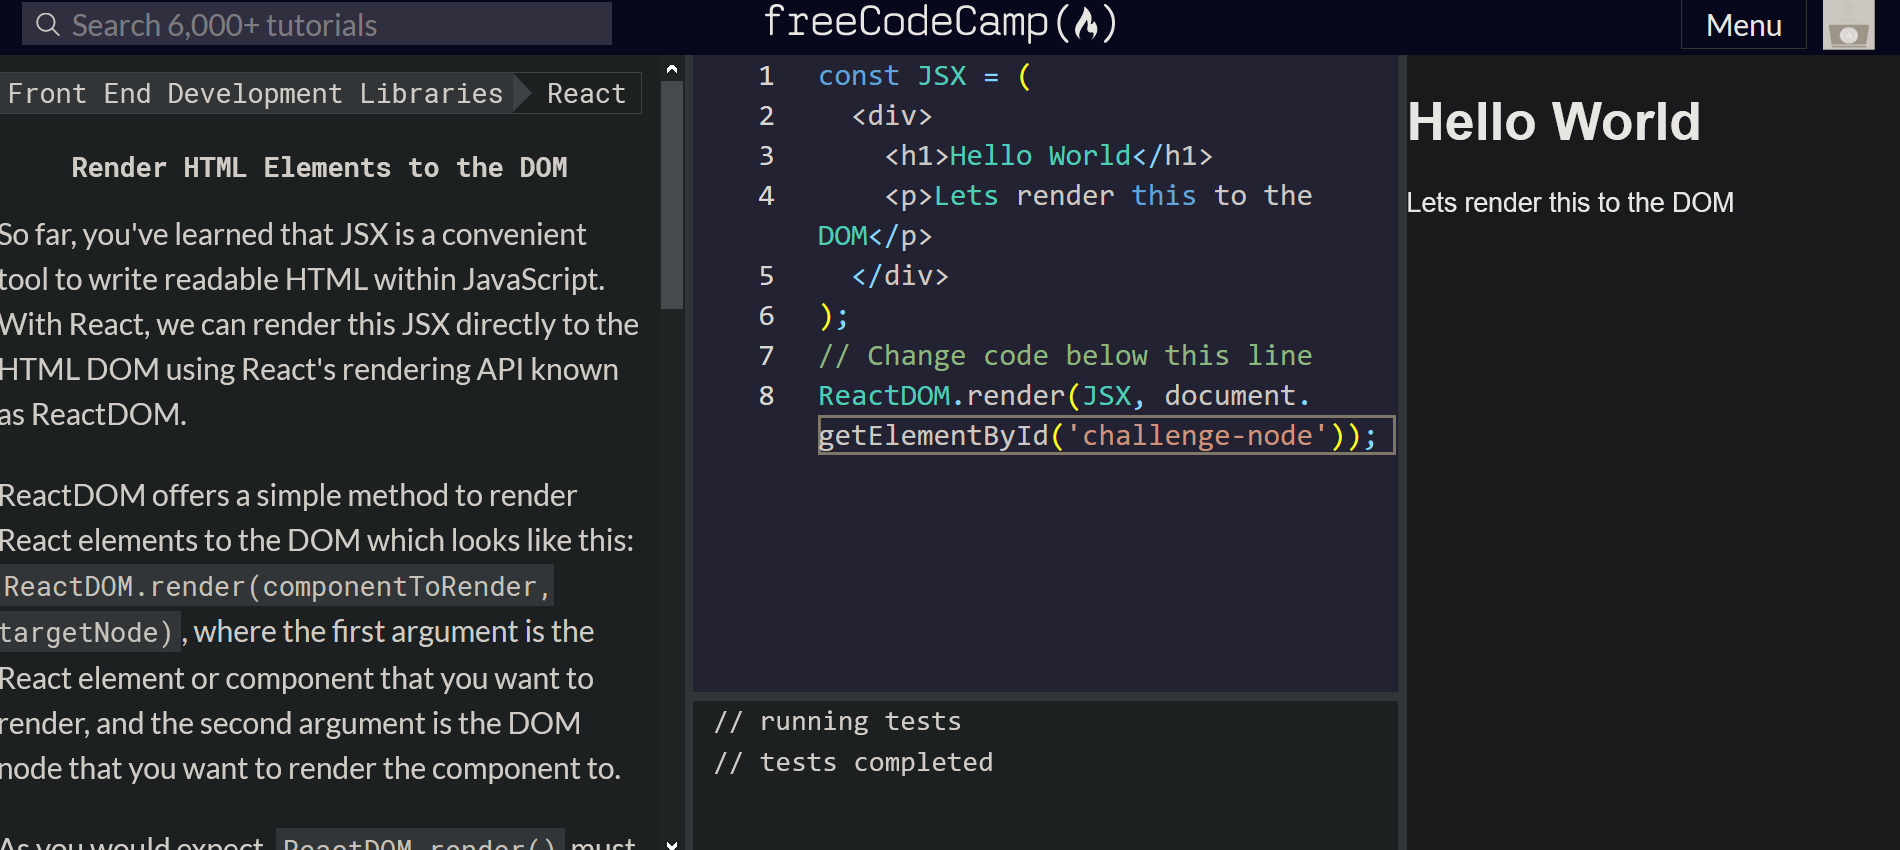 Search 6,000+ tutorials
freeCodeCamp
Menu
Front End Development Libraries
React
Render HTML Elements to the DOM
So far, you've learned that JSX is a convenient
tool to write readable HTML within JavaScript.
With React, we can render this JSX directly to the
HTML DOM using React's rendering API known
as ReactDOM.
ReactDOM offers a simple method to render
React elements to the DOM which looks like this:
ReactDOM.render(componentToRender,
targetNode), where the first argument is the
React element or component that you want to
render, and the second argument is the DOM
node that you want to render the component to.
As you would expect, ReactDOM.render() must
1 const JSX = (
2 <div>
3 <h1>Hello World</h1>
4 <p>Lets render this to the
DOM</p>
5 </div>
6 );
7 // Change code below this line
8 ReactDOM.render(JSX, document.
getElementById('challenge-node'));
// running tests
// tests completed
Hello World
Lets render this to the DOM